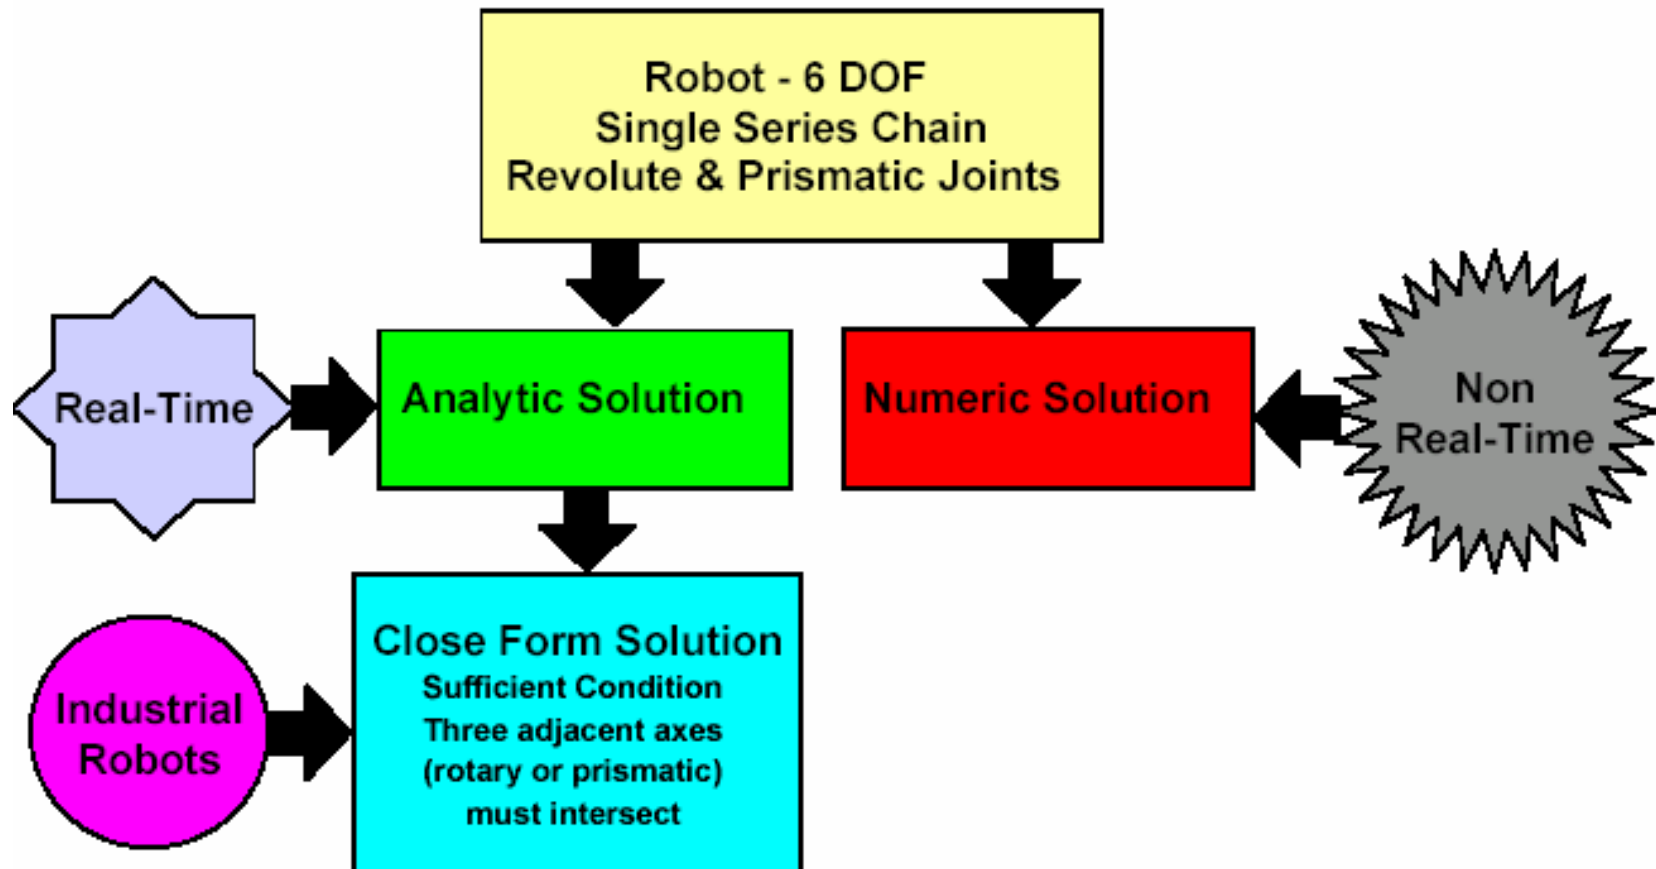 Robot - 6 DOF
Single Series Chain
Revolute & Prismatic Joints
Real-Time
Analytic Solution
Numeric Solution
Non
Real-Time
Close Form Solution
Sufficient Condition
Three adjacent axes
(rotary or prismatic)
must intersect
Industrial
Robots